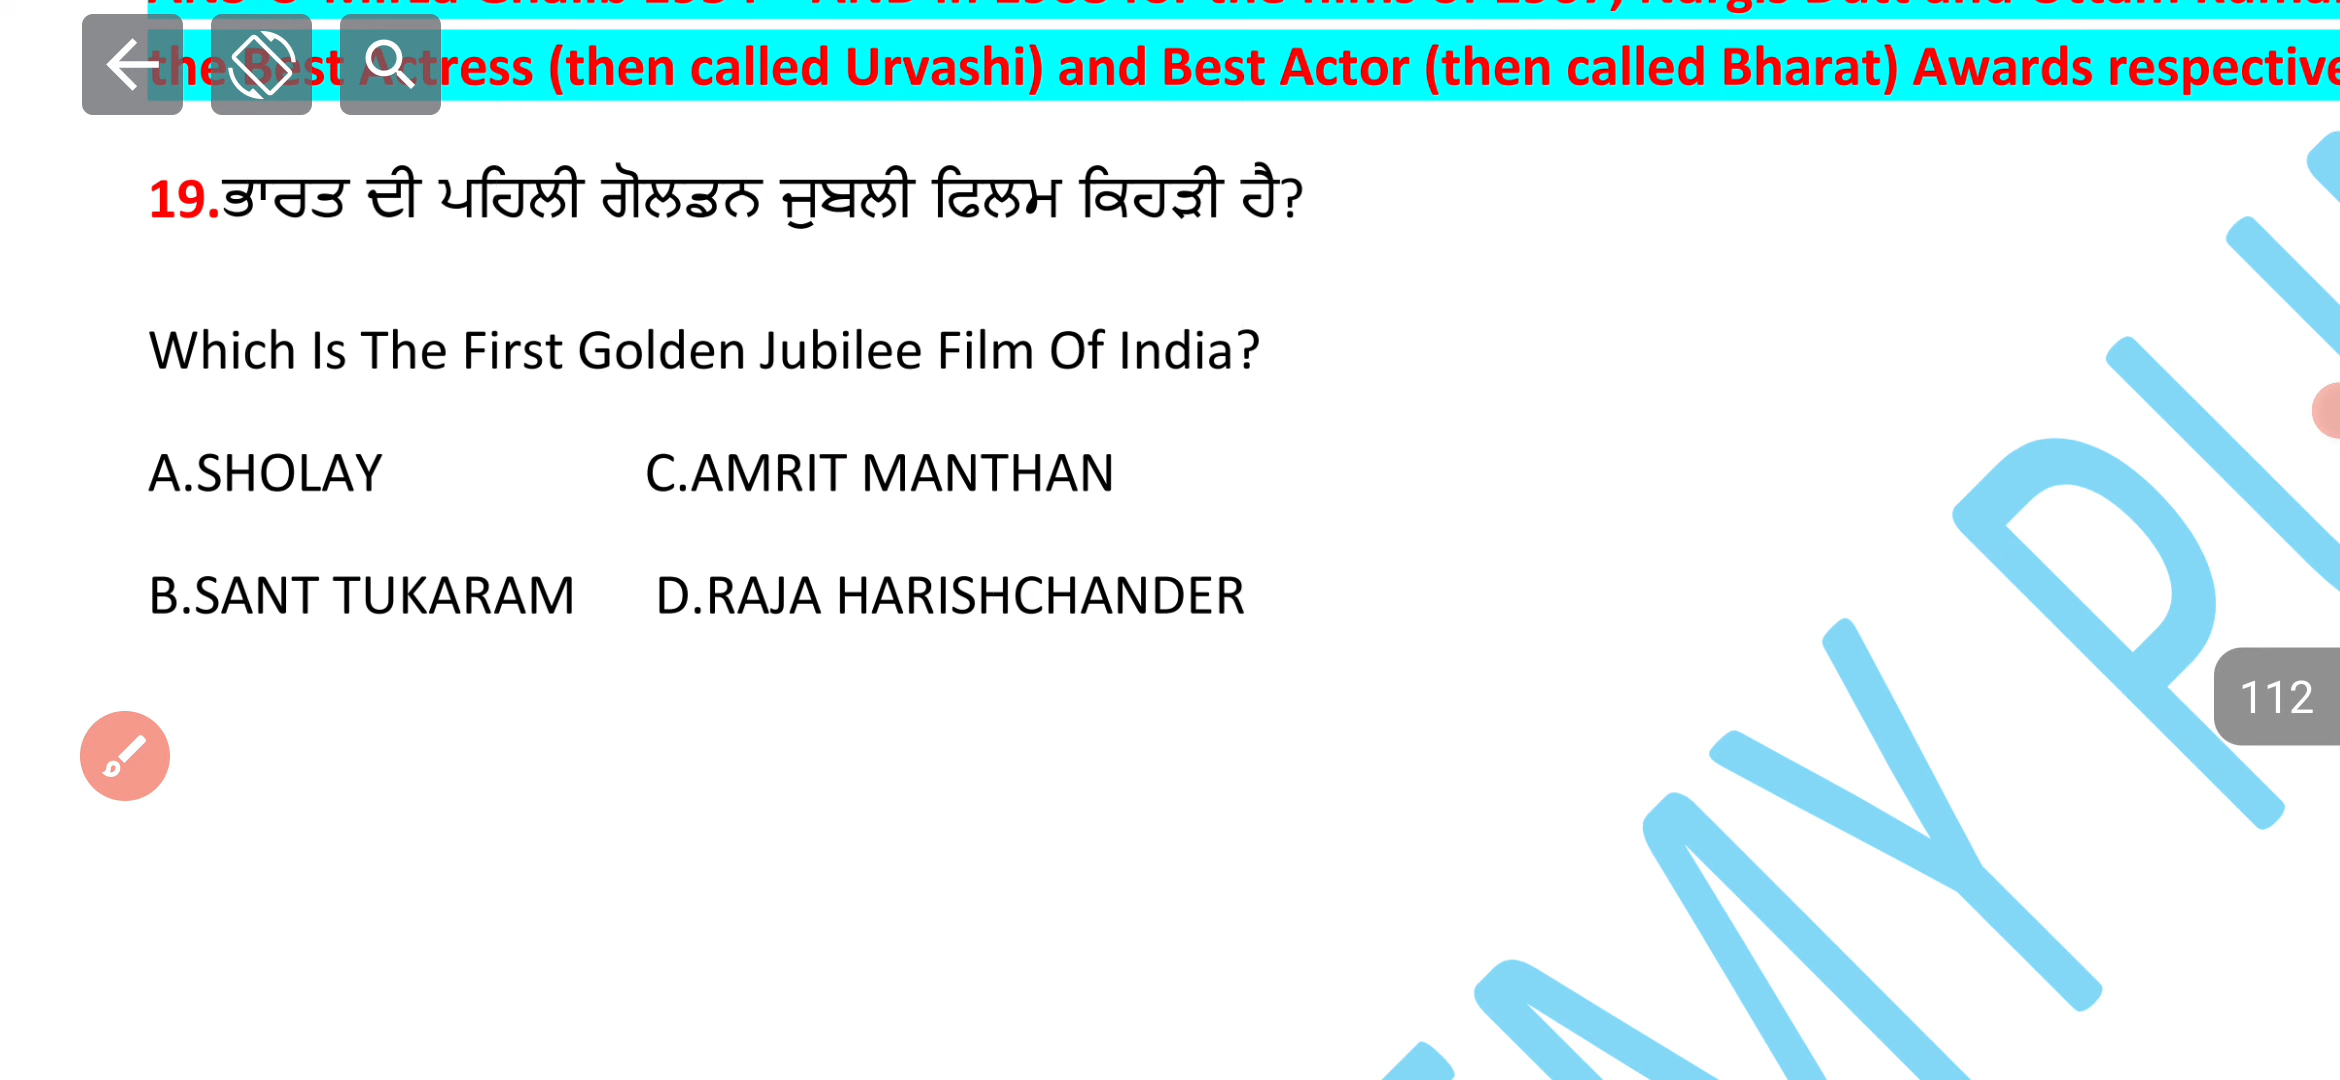 the Best Actress (then called Urvashi) and Best Actor (then called Bharat) Awards
19.ਭਾਰਤ ਦੀ ਪਹਿਲੀ ਗੋਲਡਨ ਜੁਬਲੀ ਫਿਲਮ ਕਿਹੜੀ ਹੈ?
Which Is The First Golden Jubilee Film Of India?
A.SHOLAY C.AMRIT MANTHAN
B.SANT TUKARAM D.RAJA HARISHCHANDER
112